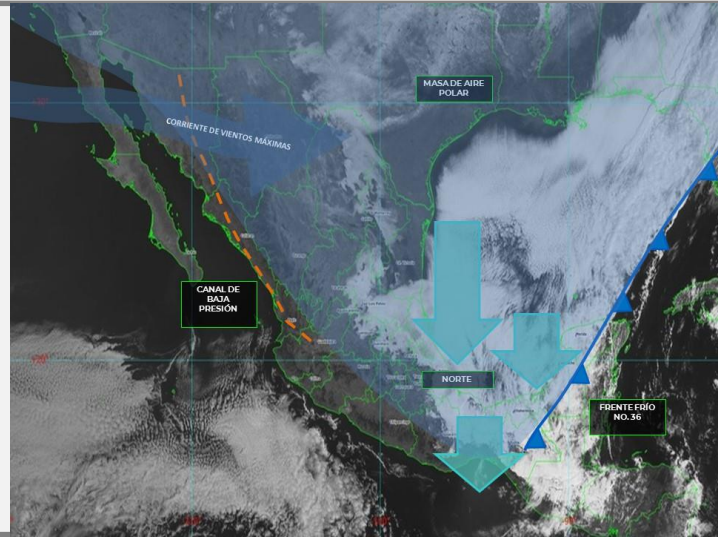 MASA DE AIRE
POLAR
CORRIENTE DE VIENTOS MÁXIMAS
CANAL DE
BAJA
PRESIÓN
NORTE
FRENTE FRÍO
NO. 36